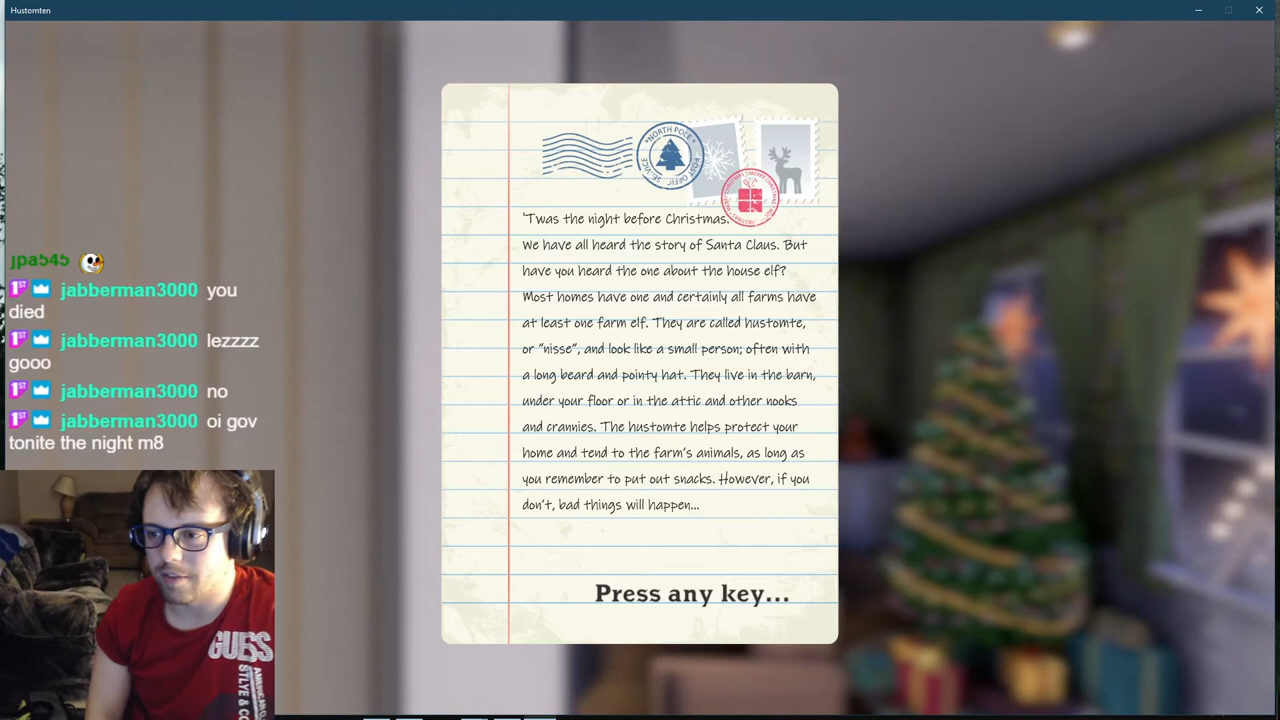 Hustomten
NORTH POLE
'Twas the night before Christmas.
We have all heard the story of Santa Claus. But
have you heard the one about the house elf?
Most homes have one and certainly all farms have
at least one farm elf. They are called hustomte,
or “nisse”, and look like a small person; often with
a long beard and pointy hat. They live in the barn,
under your floor or in the attic and other nooks
and crannies. The hustomte helps protect your
home and tend to the farm's animals, as long as
you remember to put out snacks. However, if you
don't, bad things will happen...
Press any key...
jpa545
1ST jabberman3000 you
died
1ST jabberman3000 lezzzz
gooo
1ST jabberman3000 no
1ST jabberman3000 oi gov
tonite the night m8
GUESS